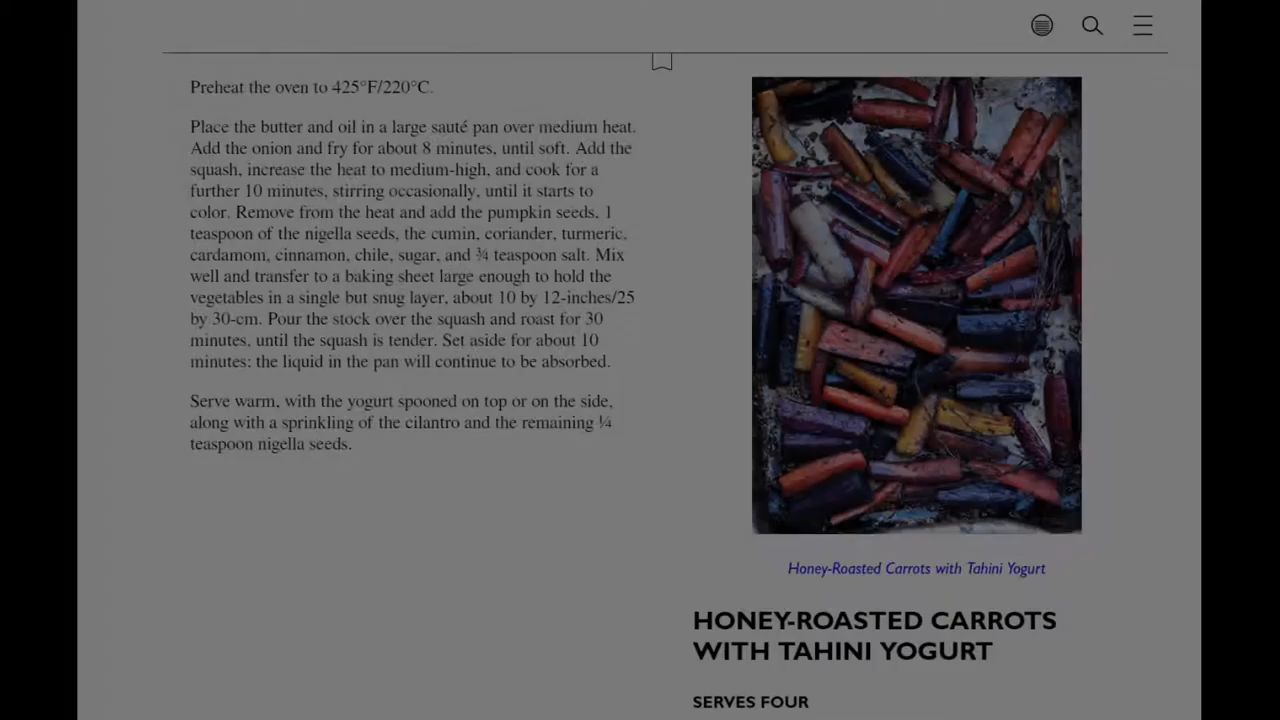 Preheat the oven to 425°F/220°C.
Place the butter and oil in a large sauté pan over medium heat.
Add the onion and fry for about 8 minutes, until soft. Add the
squash, increase the heat to medium-high, and cook for a
further 10 minutes, stirring occasionally, until it starts to
color. Remove from the heat and add the pumpkin seeds, 1
teaspoon of the nigella seeds, the cumin, coriander, turmeric,
cardamom, cinnamon, chile, sugar, and ¾ teaspoon salt. Mix
well and transfer to a baking sheet large enough to hold the
vegetables in a single but snug layer, about 10 by 12-inches/25
by 30-cm. Pour the stock over the squash and roast for 30
minutes, until the squash is tender. Set aside for about 10
minutes: the liquid in the pan will continue to be absorbed.
Serve warm, with the yogurt spooned on top or on the side,
along with a sprinkling of the cilantro and the remaining ¼
teaspoon nigella seeds.
Honey-Roasted Carrots with Tahini Yogurt
HONEY-ROASTED CARROTS
WITH TAHINI YOGURT
SERVES FOUR